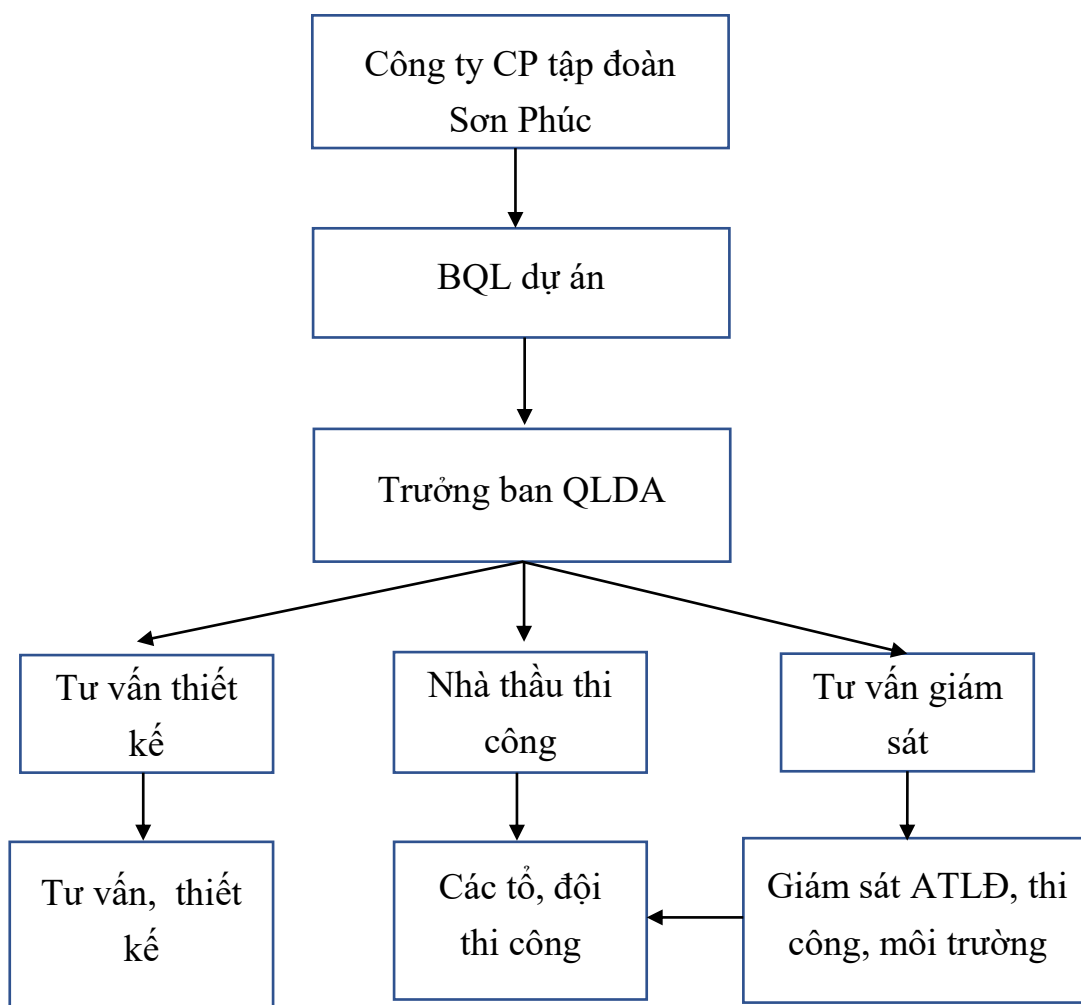 Công ty CP tập đoàn
Sơn Phúc
BQL dự án
Trưởng ban QLDA
Tư vấn thiết
kế
Nhà thầu thi
công
Tư vấn giám
sát
Tư vấn,  thiết
kế
Các tổ, đội
thi công
Giám sát ATLĐ, thi
công, môi trường